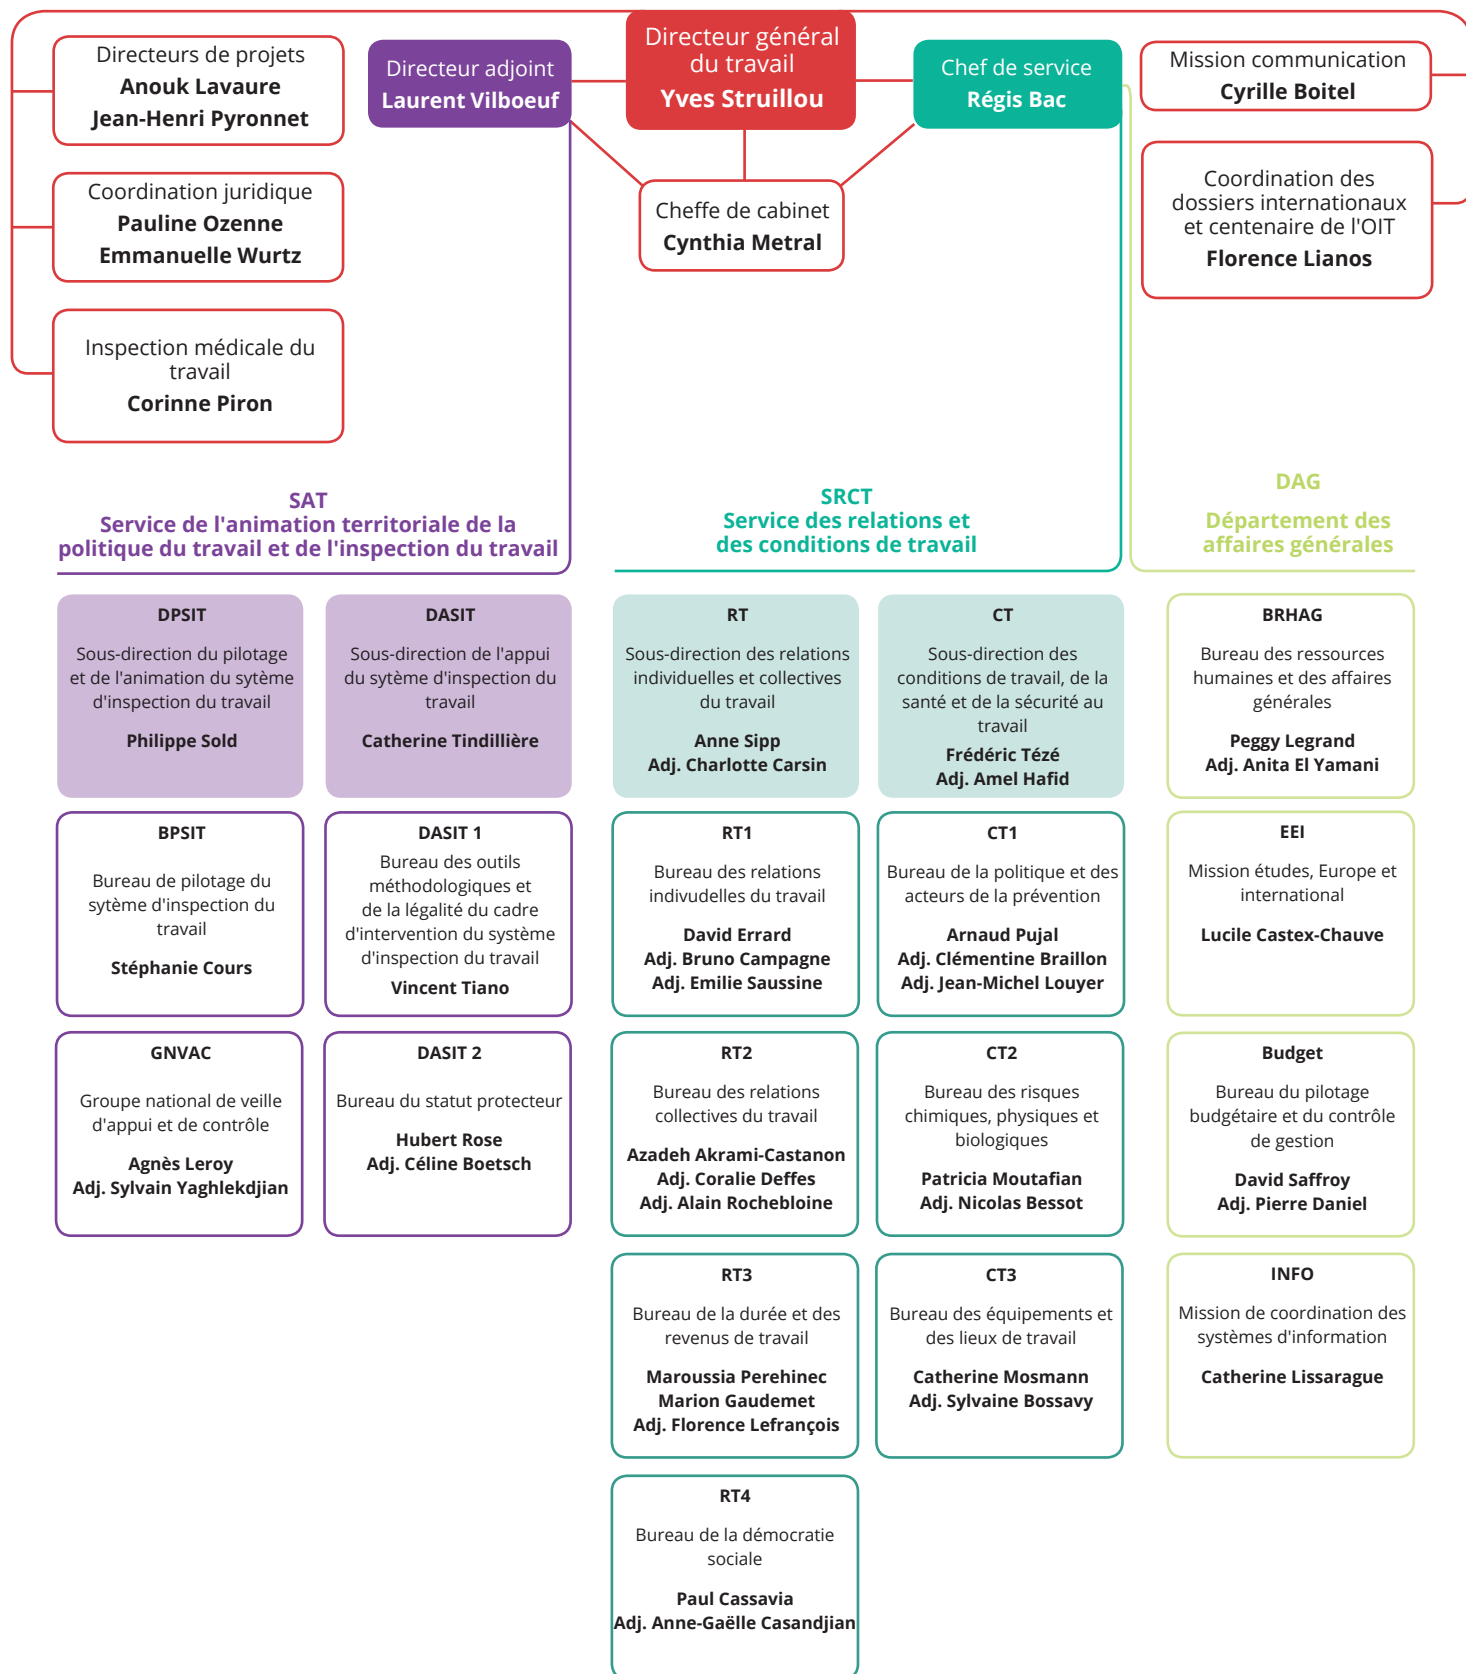 Directeurs de projets
Anouk Lavaure
Jean-Henri Pyronnet
Directeur adjoint
Laurent Vilboeuf
Directeur général
du travail
Yves Struillou
Chef de service
Régis Bac
Mission communication
Cyrille Boitel
Coordination juridique
Pauline Ozenne
Emmanuelle Wurtz
Cheffe de cabinet
Cynthia Metral
Coordination des
dossiers internationaux
et centenaire de l'OIT
Florence Lianos
Inspection médicale du
travail
Corinne Piron
SAT
Service de l'animation territoriale de la
politique du travail et de l'inspection du travail
SRCT
Service des relations et
des conditions de travail
DAG
Département des
affaires générales
DPSIT
Sous-direction du pilotage
et de l'animation du sytème
d'inspection du travail
Philippe Sold
DASIT
Sous-direction de l'appui
du sytème d'inspection du
travail
Catherine Tindillière
RT
Sous-direction des relations
individuelles et collectives
du travail
Anne Sipp
Adj. Charlotte Carsin
CT
Sous-direction des
conditions de travail, de la
santé et de la sécurité au
travail
Frédéric Tézé
Adj. Amel Hafid
BRHAG
Bureau des ressources
humaines et des affaires
générales
Peggy Legrand
Adj. Anita El Yamani
BPSIT
Bureau de pilotage du
sytème d'inspection du
travail
Stéphanie Cours
DASIT 1
Bureau des outils
méthodologiques et
de la légalité du cadre
d'intervention du système
d'inspection du travail
Vincent Tiano
RT1
Bureau des relations
indivudelles du travail
David Errard
Adj. Bruno Campagne
Adj. Emilie Saussine
CT1
Bureau de la politique et des
acteurs de la prévention
Arnaud Pujal
Adj. Clémentine Braillon
Adj. Jean-Michel Louyer
EEI
Mission études, Europe et
international
Lucile Castex-Chauve
GNVAC
Groupe national de veille
d'appui et de contrôle
Agnès Leroy
Adj. Sylvain Yaghlekdjian
DASIT 2
Bureau du statut protecteur
Hubert Rose
Adj. Céline Boetsch
RT2
Bureau des relations
collectives du travail
Azadeh Akrami-Castanon
Adj. Coralie Deffes
Adj. Alain Rochebloine
CT2
Bureau des risques
chimiques, physiques et
biologiques
Patricia Moutafian
Adj. Nicolas Bessot
Budget
Bureau du pilotage
budgétaire et du contrôle
de gestion
David Saffroy
Adj. Pierre Daniel
RT3
Bureau de la durée et des
revenus de travail
Maroussia Perehinec
Marion Gaudemet
Adj. Florence Lefrançois
CT3
Bureau des équipements et
des lieux de travail
Catherine Mosmann
Adj. Sylvaine Bossavy
INFO
Mission de coordination des
systèmes d'information
Catherine Lissarague
RT4
Bureau de la démocratie
sociale
Paul Cassavia
Adj. Anne-Gaëlle Casandjian